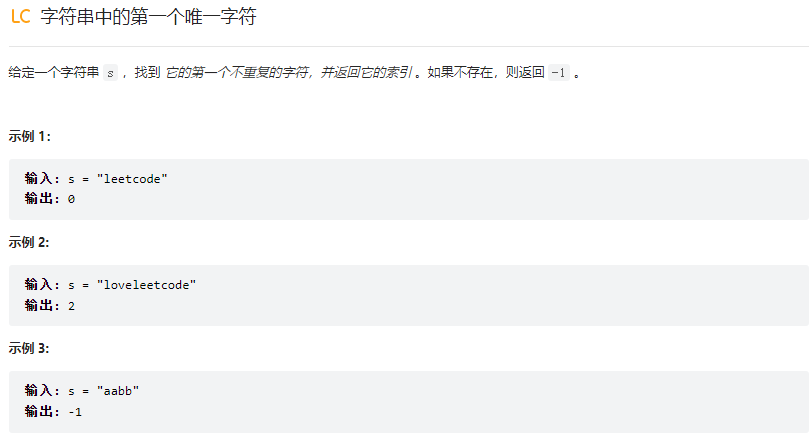 LC 字符串中的第一个唯一字符
给定一个字符串 s ，找到 它的第一个不重复的字符，并返回它的索引 。如果不存在，则返回 -1 。
示例 1：
输入: s = "leetcode"
输出: 0
示例 2:
输入: s = "loveleetcode"
输出: 2
示例 3:
输入: s = "aabb"
输出: -1